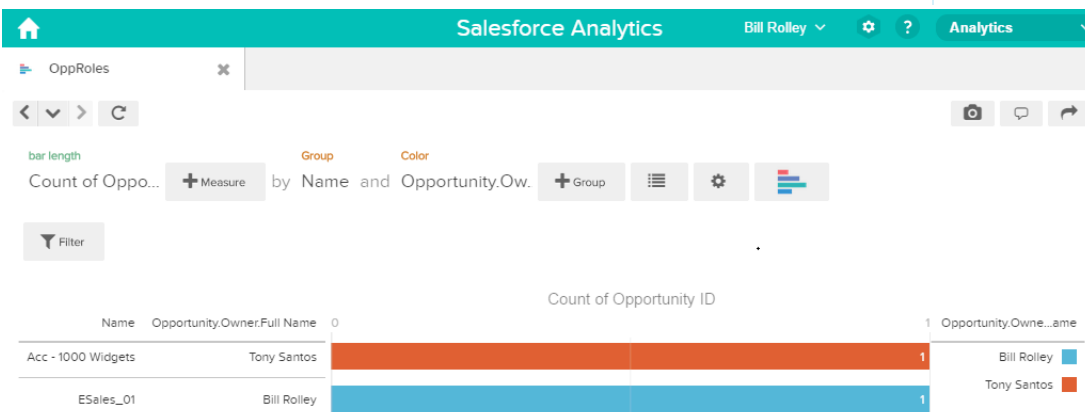 Salesforce Analytics Bill Rolley ? Analytics
OppRoles
bar length Group Color
Count of Oppo... Measure by Name and Opportunity.Ow. Group
Filter
Count of Opportunity ID
Name Opportunity.Owner.Full Name 0 1 Opportunity.Owne...ame
Acc - 1000 Widgets Tony Santos 1 Bill Rolley
Tony Santos
ESales_01 Bill Rolley 1